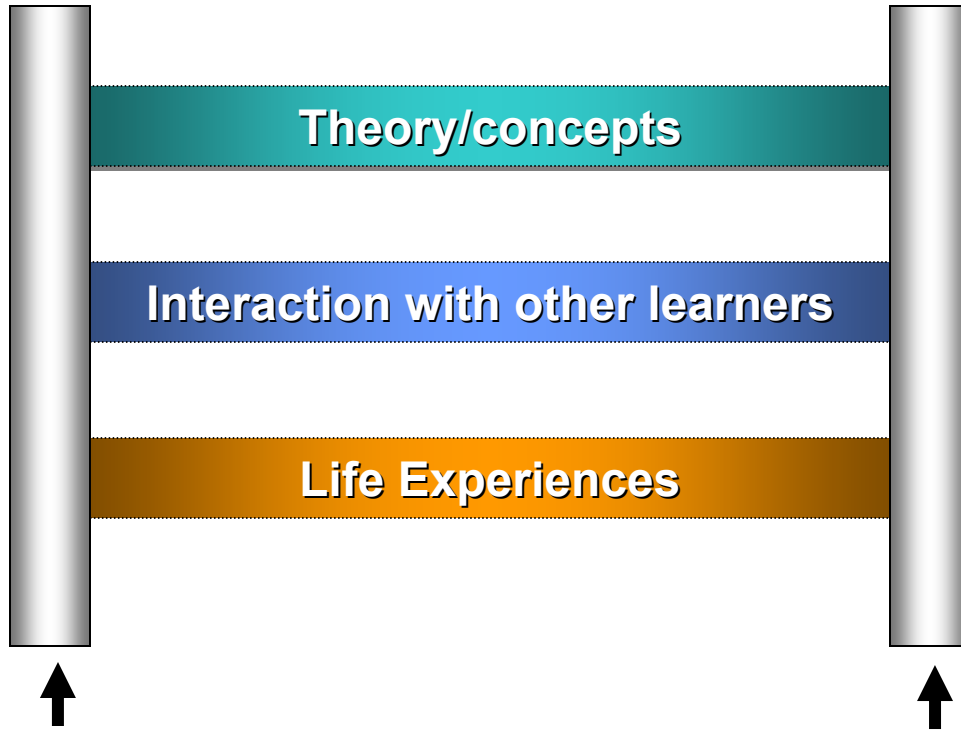 Theory/concepts
Interaction with other learners
Life Experiences